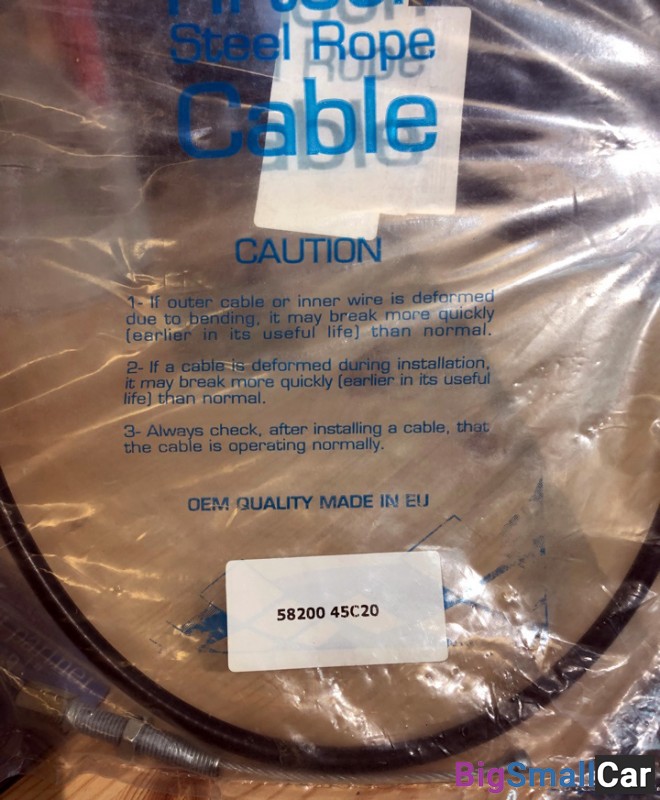 Steel Rope
Cable
CAUTION
1- If outer cable or inner wire is deformed
due to bending, it may break more quickly
(earlier in its useful life) than normal.
2- If a cable is deformed during installation,
it may break more quickly (earlier in its useful
life) than normal.
3- Always check, after installing a cable, that
the cable is operating normally.
OEM QUALITY MADE IN EU
58200 45C20
BigSmallCar